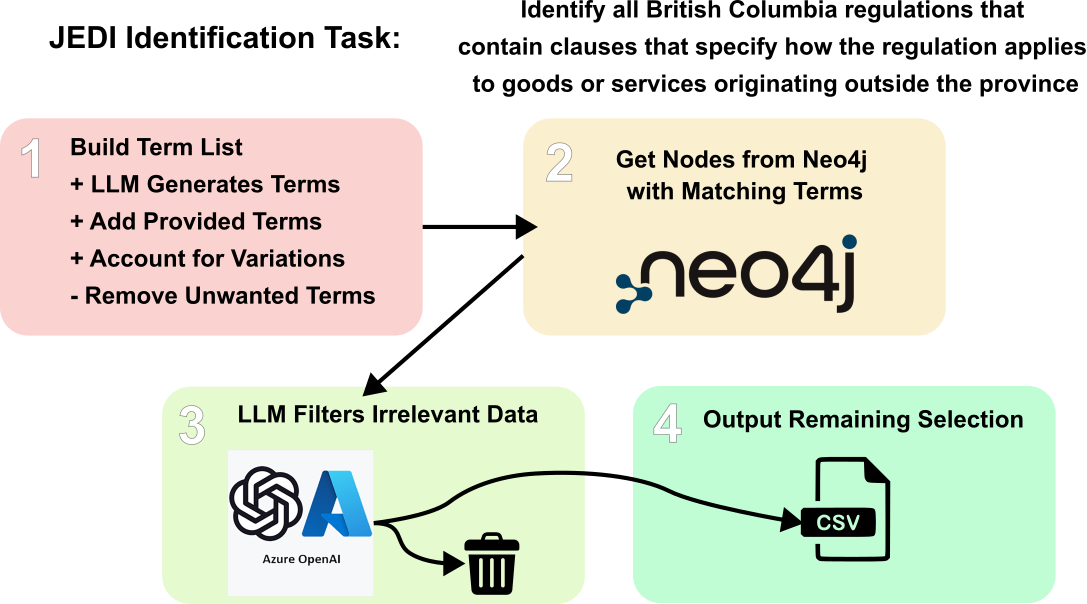 JEDI Identification Task:
Identify all British Columbia regulations that
contain clauses that specify how the regulation applies
to goods or services originating outside the province
1
Build Term List
+ LLM Generates Terms
+ Add Provided Terms
+ Account for Variations
- Remove Unwanted Terms
2
Get Nodes from Neo4j
with Matching Terms
neo4j
3
LLM Filters Irrelevant Data
Azure OpenAI
4
Output Remaining Selection
CSV